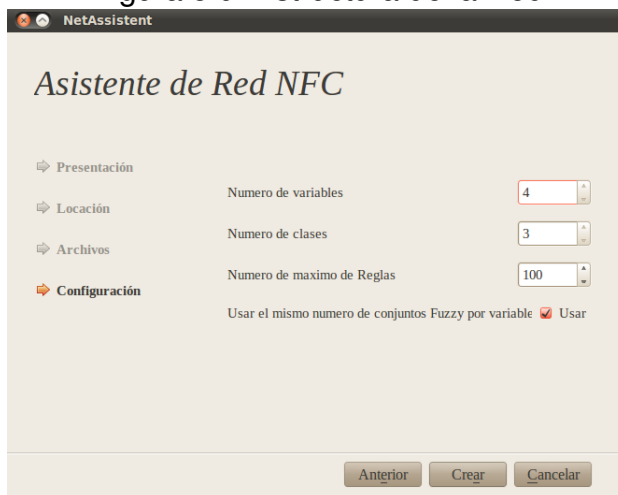 NetAssistent
Asistente de Red NFC
Presentación
Locación
Archivos
Configuración
Numero de variables 4
Numero de clases 3
Numero de maximo de Reglas 100
Usar el mismo numero de conjuntos Fuzzy por variable Usar
Anterior Crear Cancelar